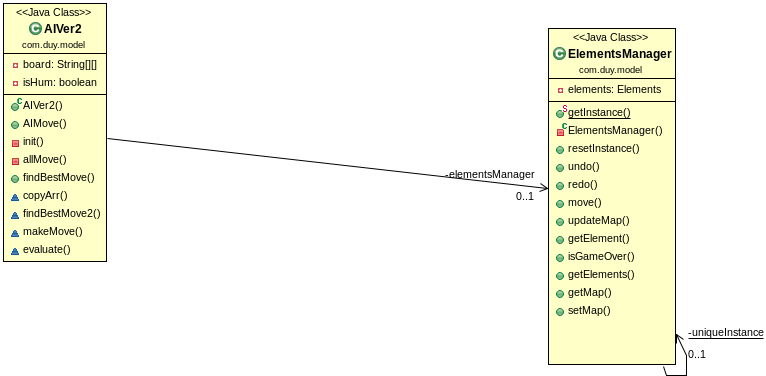 <<Java Class>>
C AIVer2
com.duy.model
board: String[][]
isHum: boolean
C AIVer2()
AIMove()
init()
allMove()
findBestMove()
copyArr()
findBestMove2()
makeMove()
evaluate()
-elementsManager
0..1
<<Java Class>>
C ElementsManager
com.duy.model
elements: Elements
S getInstance()
C ElementsManager()
resetInstance()
undo()
redo()
move()
updateMap()
getElement()
isGameOver()
getElements()
getMap()
setMap()
-uniqueInstance
0..1